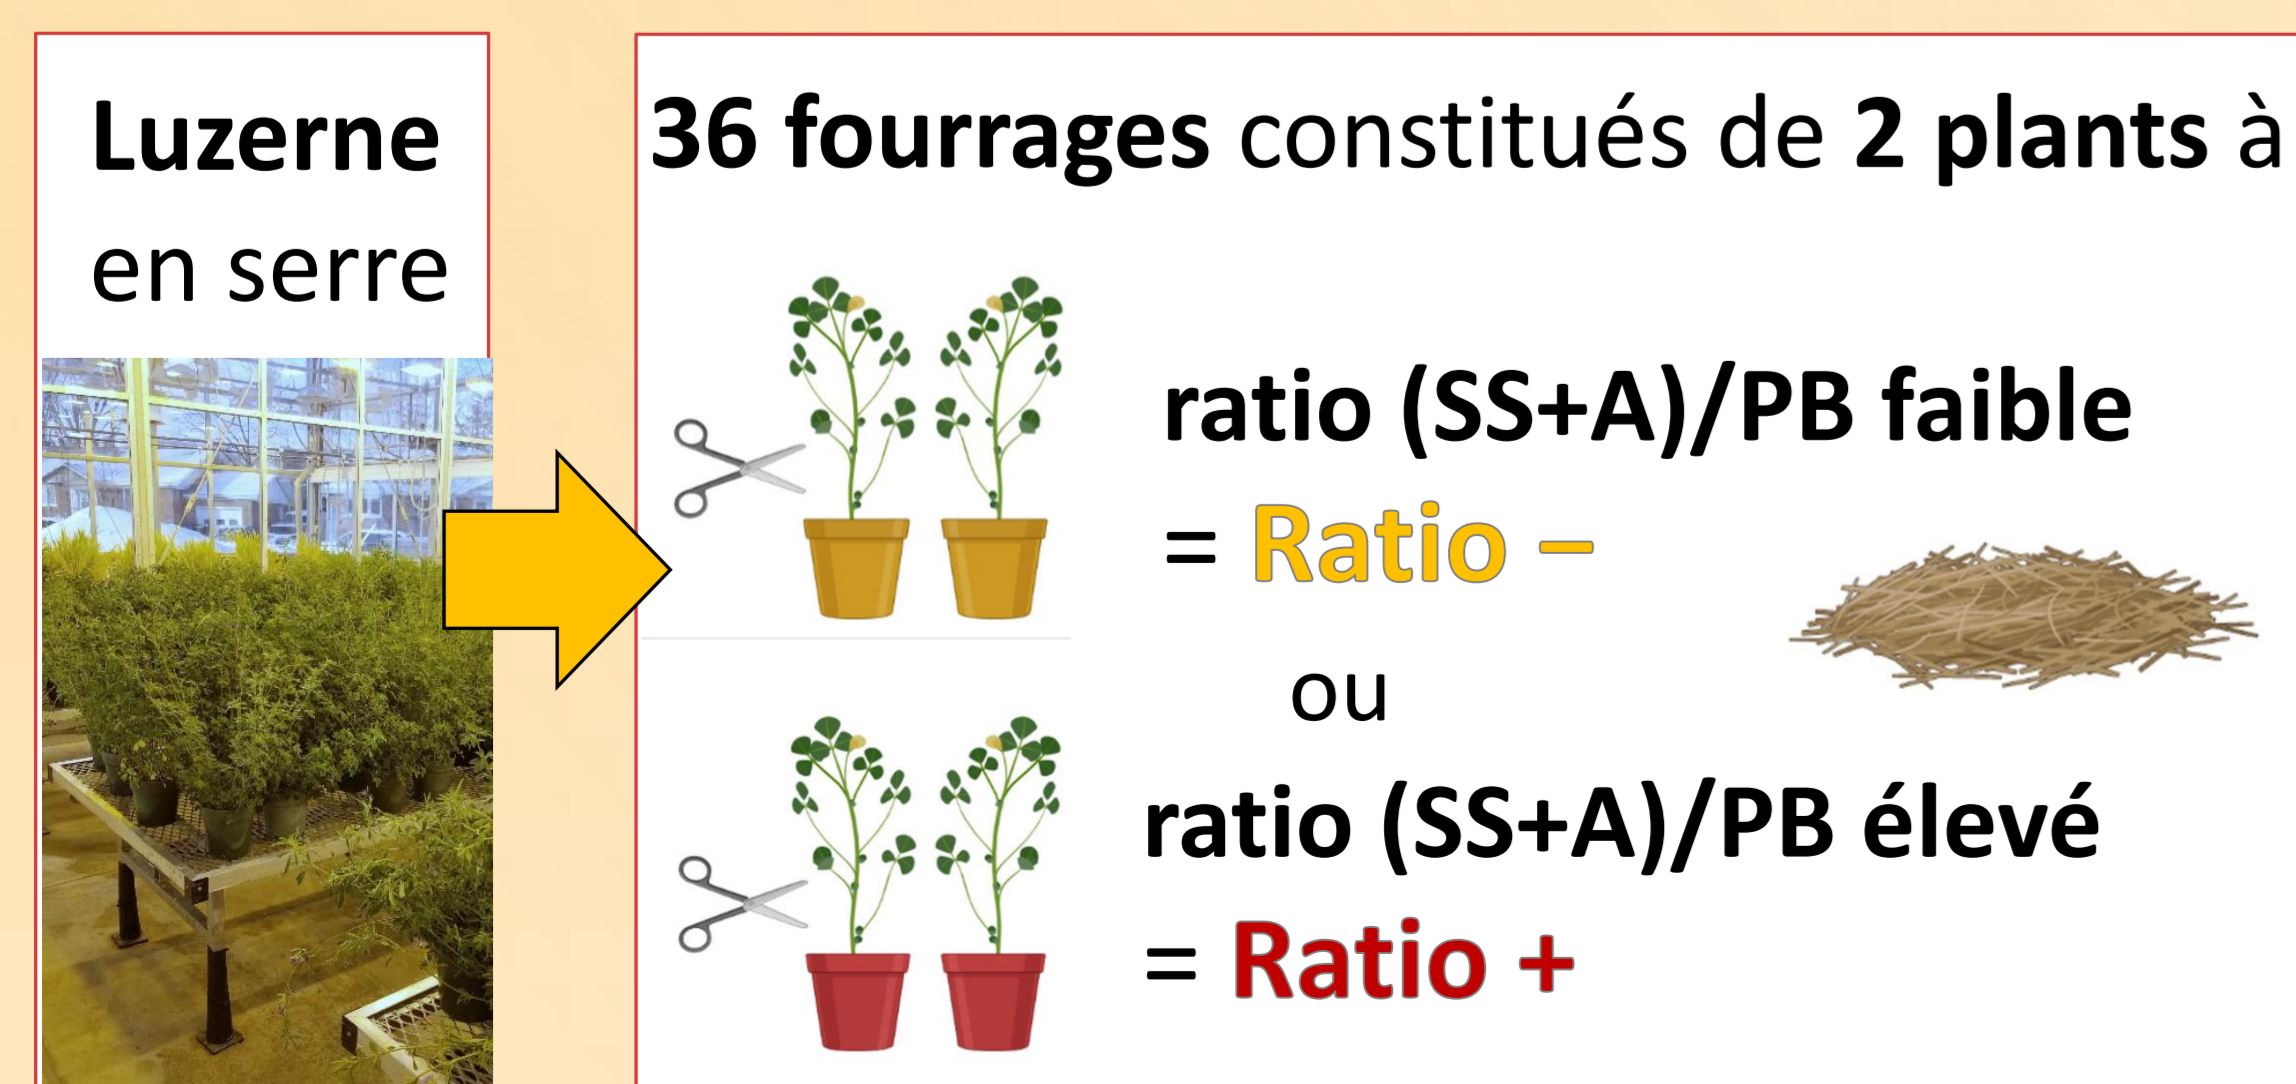 Luzerne
en serre
36 fourrages constitués de 2 plants à
ratio (SS+A)/PB faible
= Ratio –
ou
ratio (SS+A)/PB élevé
= Ratio +